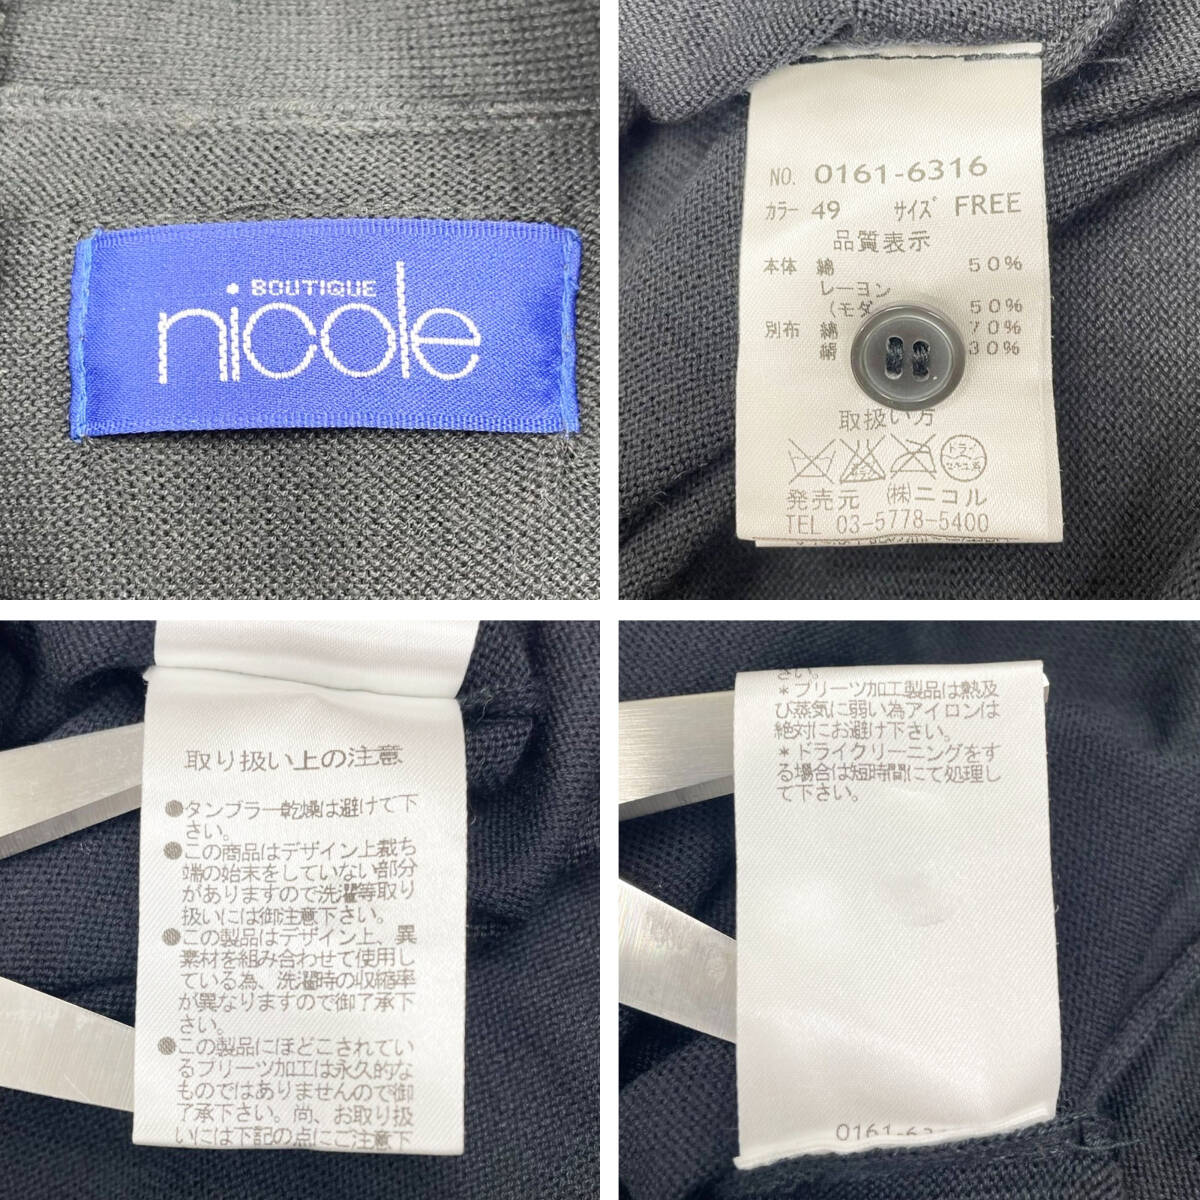 BOUTIQUE
nicole
NO. 0161-6316
カラー 49 サイズ FREE
品質表示
本体 綿 50%
レーヨン
(モダ 50%
別布 綿 70%
絹 30%
取扱い方
ドライ
セキユ系
発売元 (株)ニコル
TEL 03-5778-5400
取り扱い上の注意
●タンブラー乾燥は避けて下
さい。
●この商品はデザイン上裁ち
端の始末をしていない部分
がありますので洗濯等取り
扱いには御注意下さい。
●この製品はデザイン上、異
素材を組み合わせて使用し
ている為、洗濯時の収縮率
が異なりますので御了承下
さい。
●この製品にほどこされてい
るプリーツ加工は永久的な
ものではありませんので御
了承下さい。尚、お取り扱
いには下記の点にご注意下
さい。
*プリーツ加工製品は熱及
び蒸気に弱い為アイロンは
絶対にお避け下さい。
*ドライクリーニングをす
る場合は短時間にて処理し
て下さい。